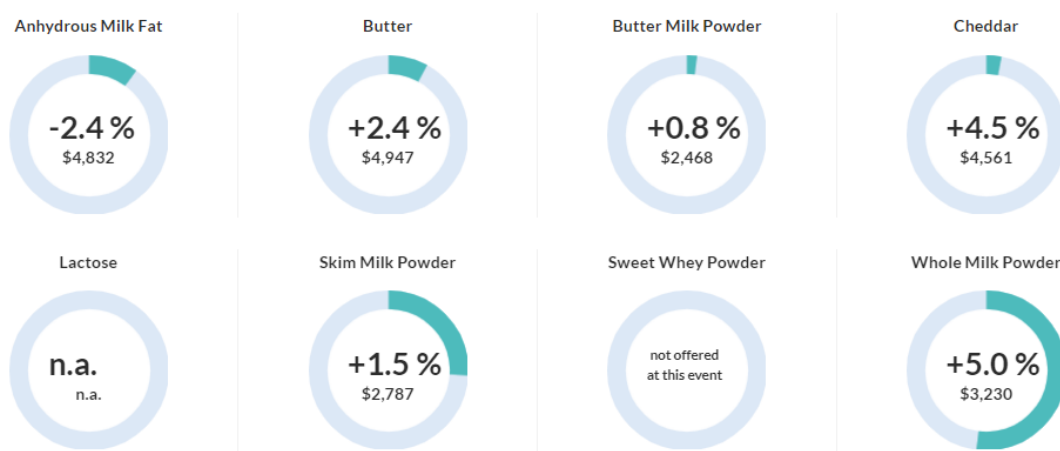 Anhydrous Milk Fat
-2.4 %
$4,832
Butter
+2.4 %
$4,947
Butter Milk Powder
+0.8 %
$2,468
Cheddar
+4.5 %
$4,561
Lactose
n.a.
n.a.
Skim Milk Powder
+1.5 %
$2,787
Sweet Whey Powder
not offered
at this event
Whole Milk Powder
+5.0 %
$3,230